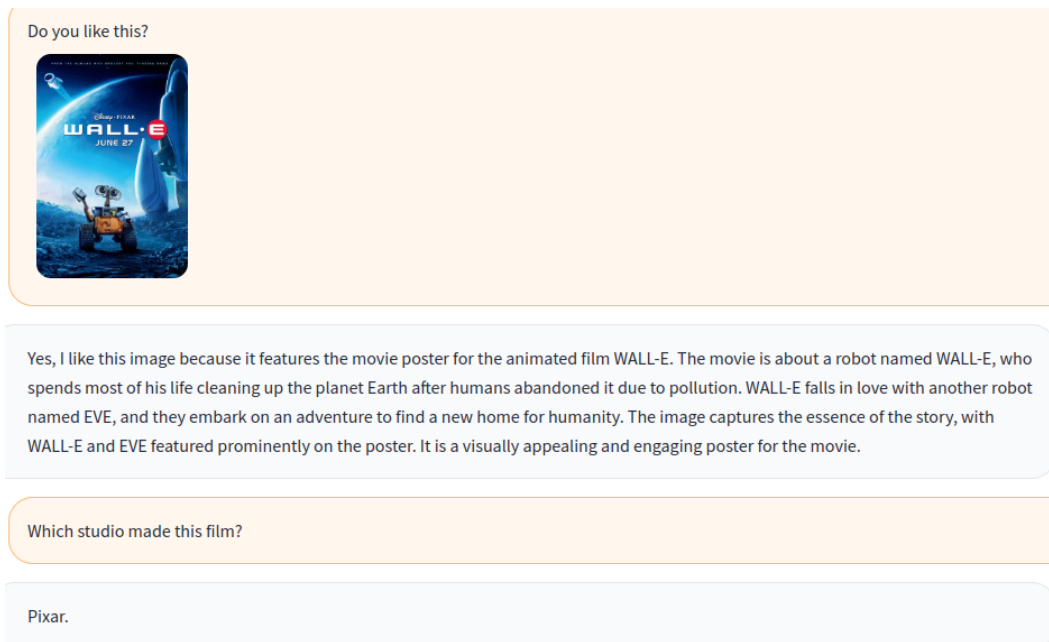 Do you like this?
Disney·PIXAR
WALL·E
JUNE 27
Yes, I like this image because it features the movie poster for the animated film WALL-E. The movie is about a robot named WALL-E, who
spends most of his life cleaning up the planet Earth after humans abandoned it due to pollution. WALL-E falls in love with another robot
named EVE, and they embark on an adventure to find a new home for humanity. The image captures the essence of the story, with
WALL-E and EVE featured prominently on the poster. It is a visually appealing and engaging poster for the movie.
Which studio made this film?
Pixar.